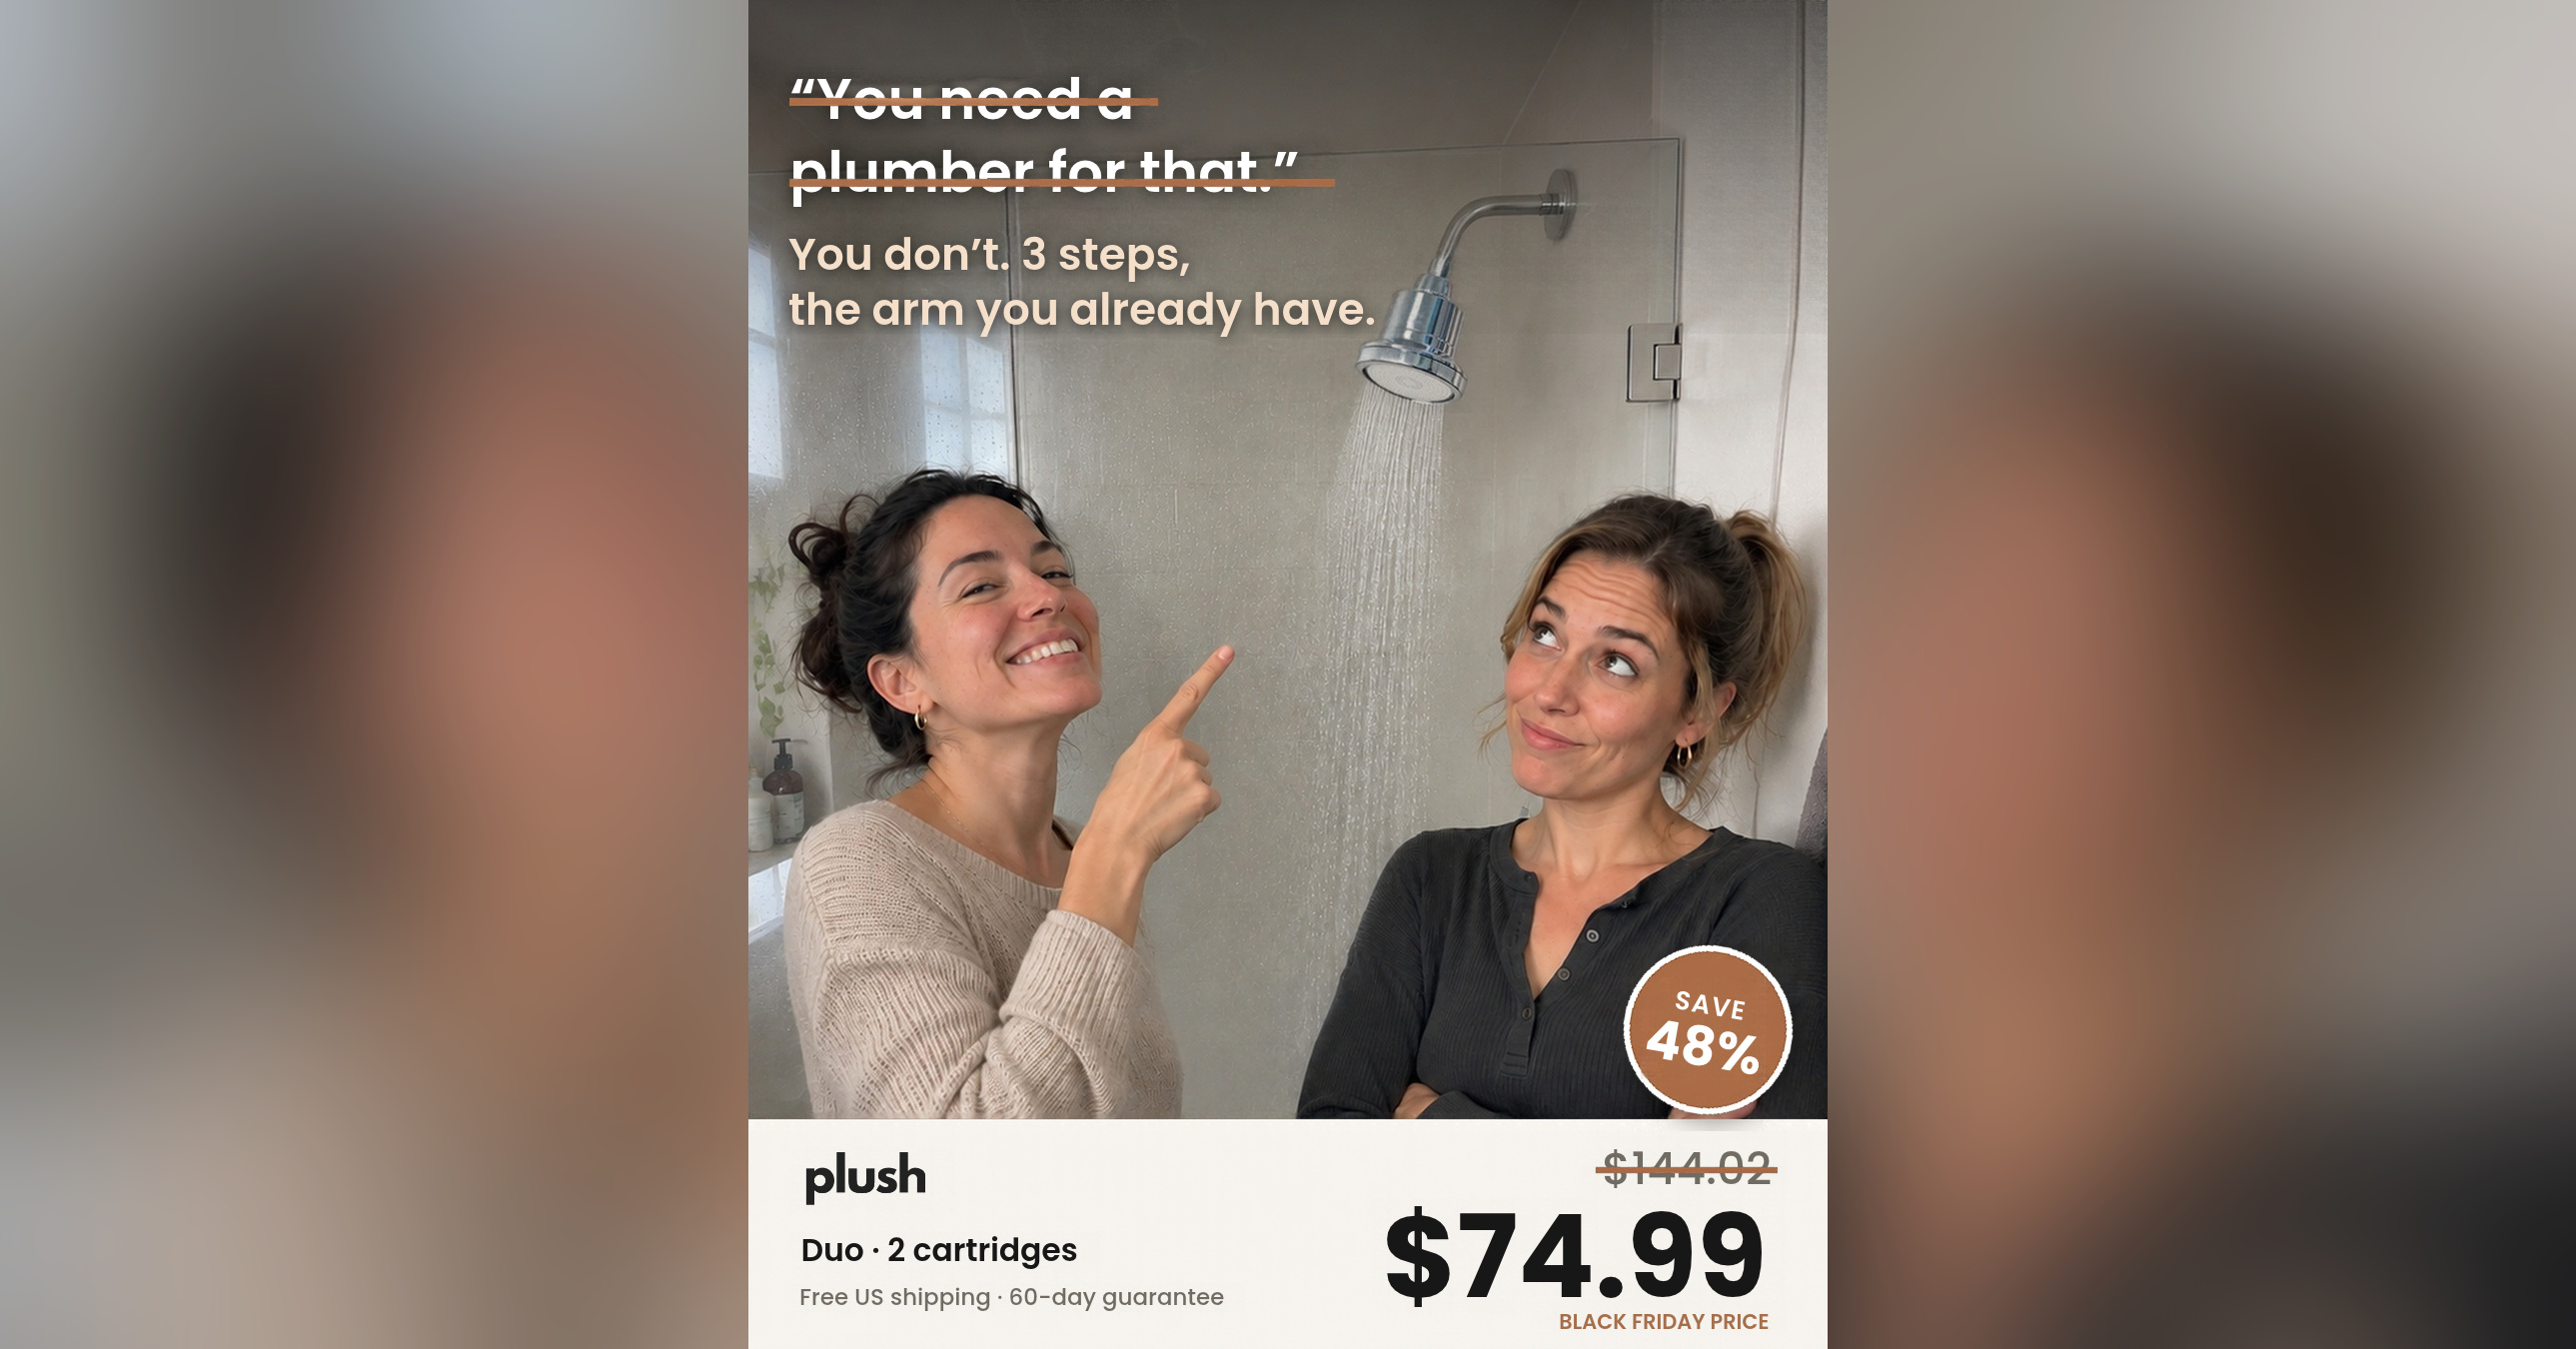 “You need a
plumber for that.”
You don’t. 3 steps,
the arm you already have.
SAVE
48%
plush
Duo · 2 cartridges
Free US shipping · 60-day guarantee
$144.02
$74.99
BLACK FRIDAY PRICE